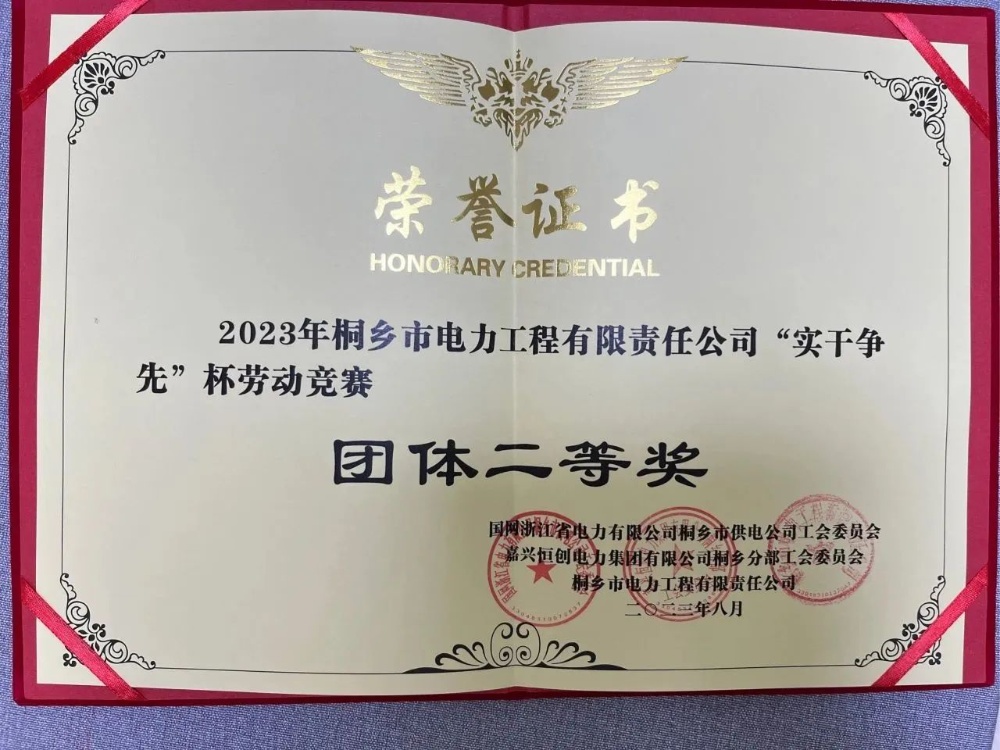 荣誉证书
HONORARY CREDENTIAL
2023年桐乡市电力工程有限责任公司“实干争
先”杯劳动竞赛
团体二等奖
国网浙江省电力有限公司桐乡市供电公司工会委员会
嘉兴恒创电力集团有限公司桐乡分部工会委员会
桐乡市电力工程有限责任公司
二〇二三年八月